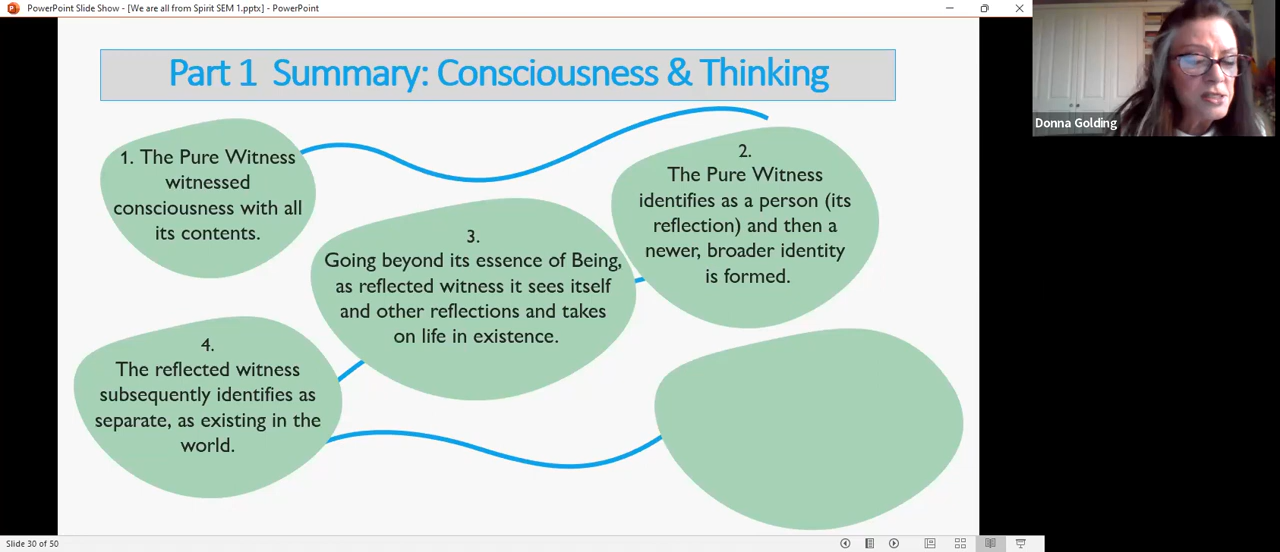 PowerPoint Slide Show - [We are all from Spirit SEM 1.pptx] - PowerPoint
Part 1 Summary: Consciousness & Thinking
1. The Pure Witness
witnessed
consciousness with all
its contents.
2.
The Pure Witness
identifies as a person (its
reflection) and then a
newer, broader identity
is formed.
3.
Going beyond its essence of Being,
as reflected witness it sees itself
and other reflections and takes
on life in existence.
4.
The reflected witness
subsequently identifies as
separate, as existing in the
world.
Donna Golding
Slide 30 of 50